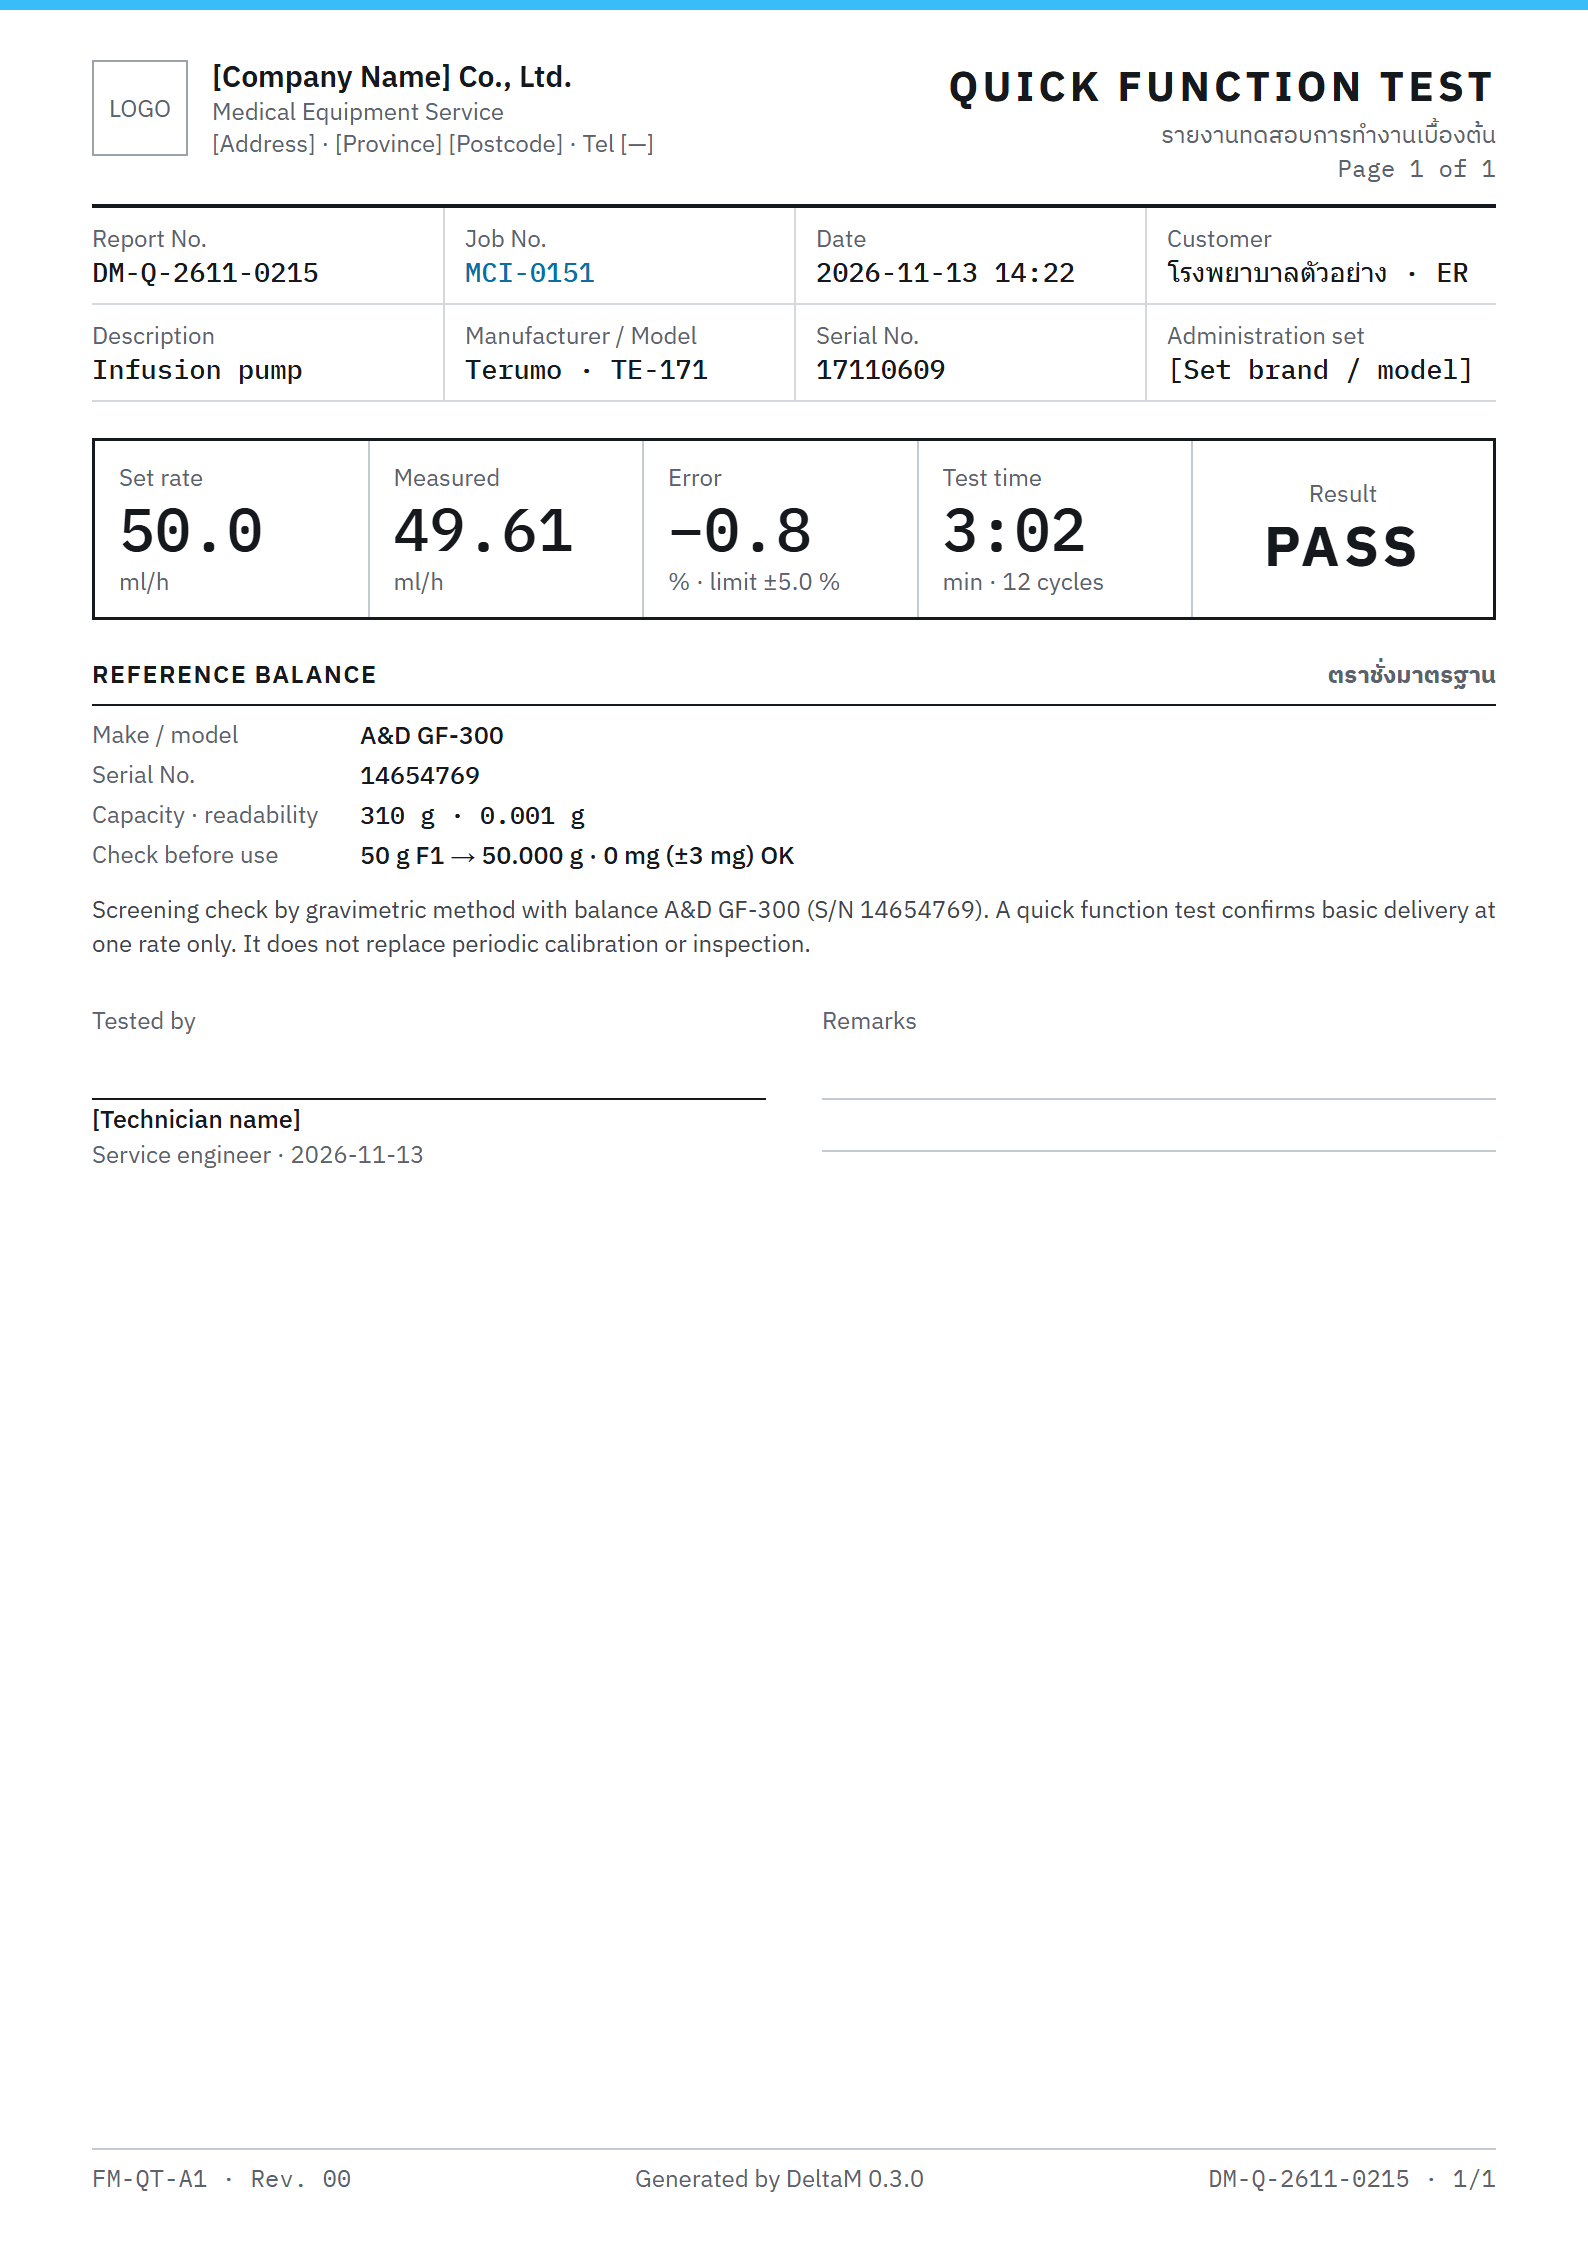 LOGO
[Company Name] Co., Ltd.
Medical Equipment Service
[Address] · [Province] [Postcode] · Tel [—]
QUICK FUNCTION TEST
รายงานทดสอบการทำงานเบื้องต้น
Page 1 of 1
Report No.
DM-Q-2611-0215
Job No.
MCI-0151
Date
2026-11-13 14:22
Customer
โรงพยาบาลตัวอย่าง · ER
Description
Infusion pump
Manufacturer / Model
Terumo · TE-171
Serial No.
17110609
Administration set
[Set brand / model]
Set rate
50.0
ml/h
Measured
49.61
ml/h
Error
−0.8
% · limit ±5.0 %
Test time
3:02
min · 12 cycles
Result
PASS
REFERENCE BALANCE
ตราชั่งมาตรฐาน
Make / model
A&D GF-300
Serial No.
14654769
Capacity · readability
310 g · 0.001 g
Check before use
50 g F1 → 50.000 g · 0 mg (±3 mg) OK
Screening check by gravimetric method with balance A&D GF-300 (S/N 14654769). A quick function test confirms basic delivery at
one rate only. It does not replace periodic calibration or inspection.
Tested by
[Technician name]
Service engineer · 2026-11-13
Remarks
FM-QT-A1 · Rev. 00
Generated by DeltaM 0.3.0
DM-Q-2611-0215 · 1/1